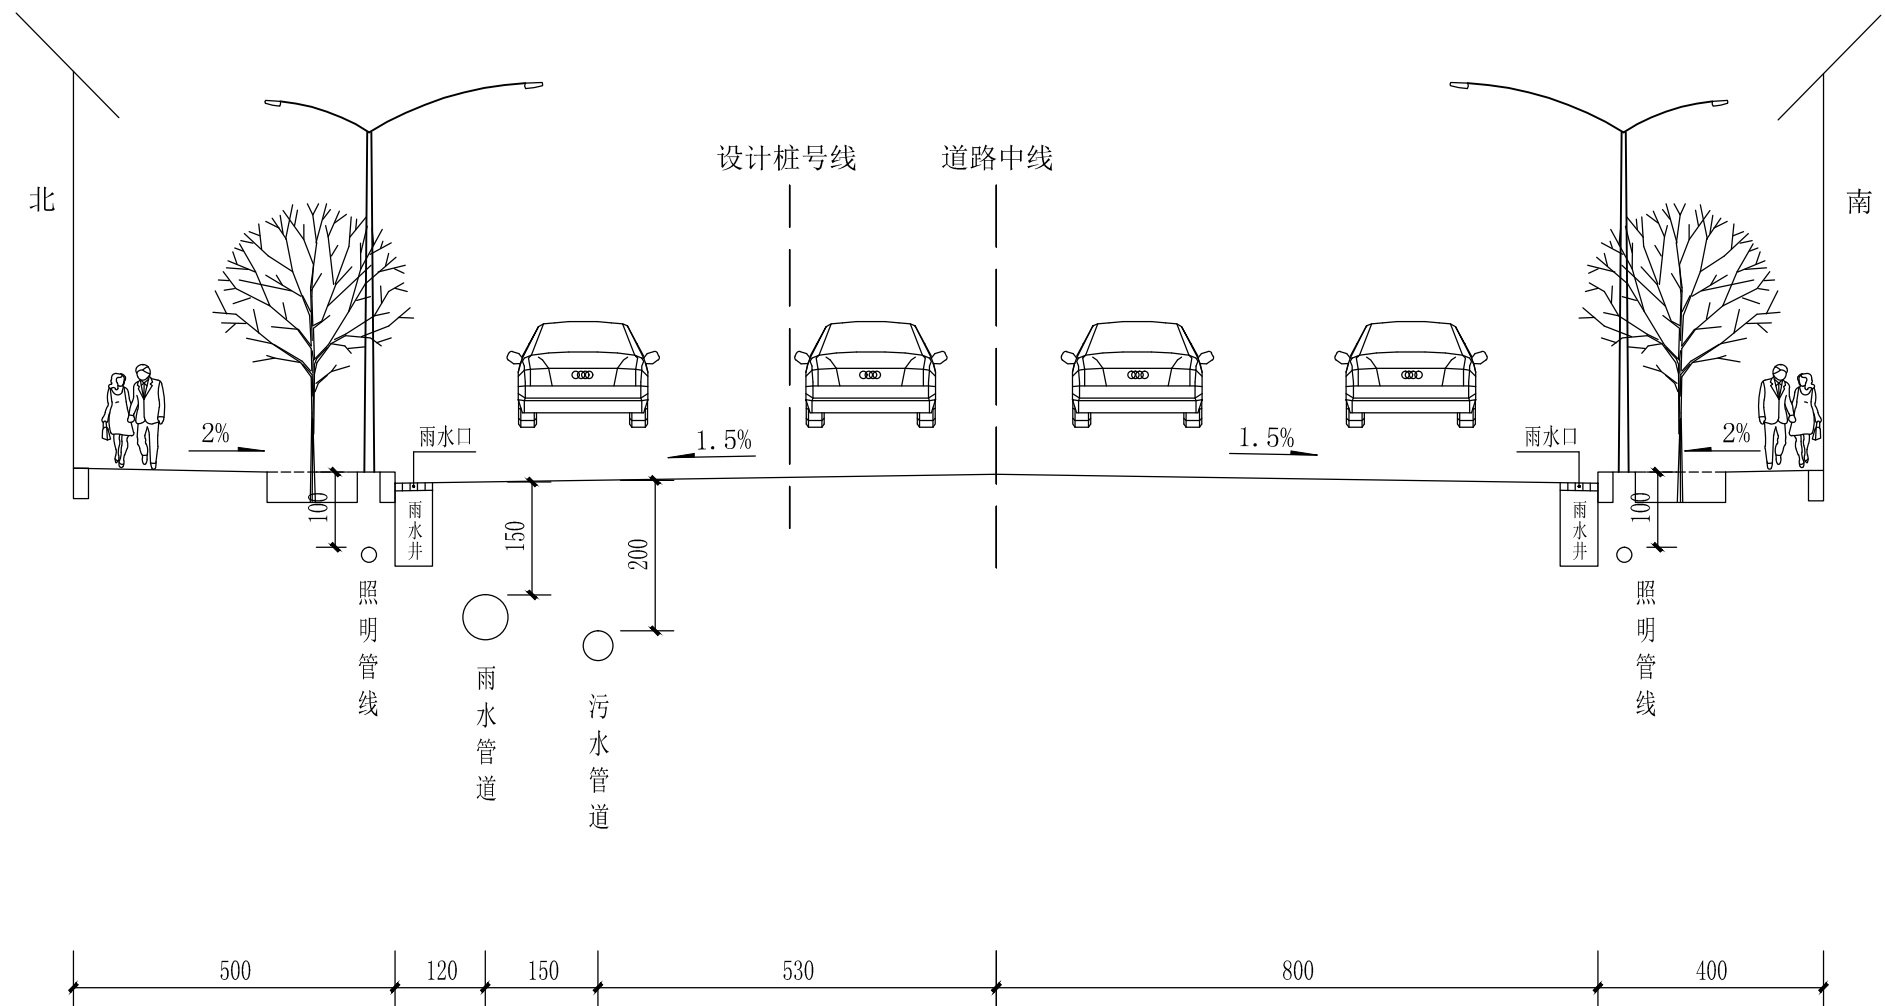 设计桩号线
道路中线
北
南
2%
雨水口
1.5%
1.5%
雨水口
2%
100
雨水井
150
200
雨水井
100
照明管线
雨水管道
污水管道
照明管线
500
120
150
530
800
400